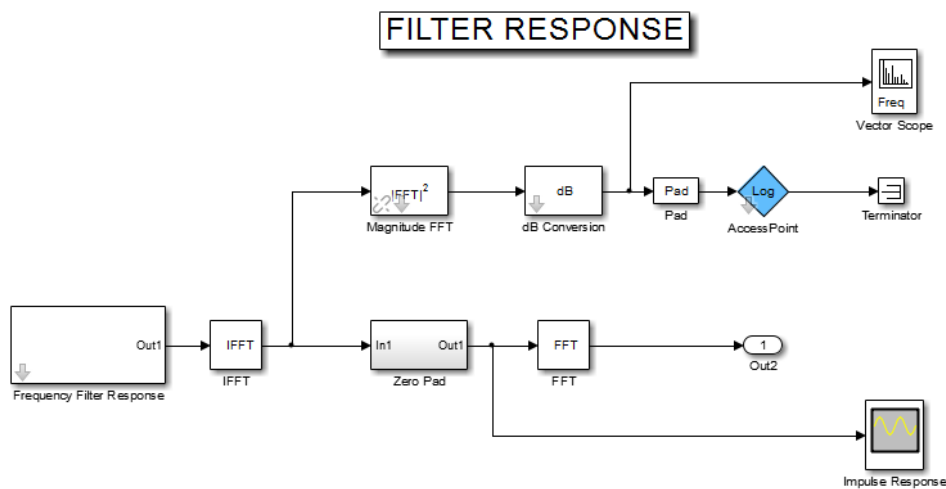 FILTER RESPONSE
Freq
Vector Scope
|FFT|²
Magnitude FFT
dB
dB Conversion
Pad
Pad
Log
AccessPoint
Terminator
Out1
Frequency Filter Response
IFFT
IFFT
In1 Out1
Zero Pad
FFT
FFT
1
Out2
Impulse Response